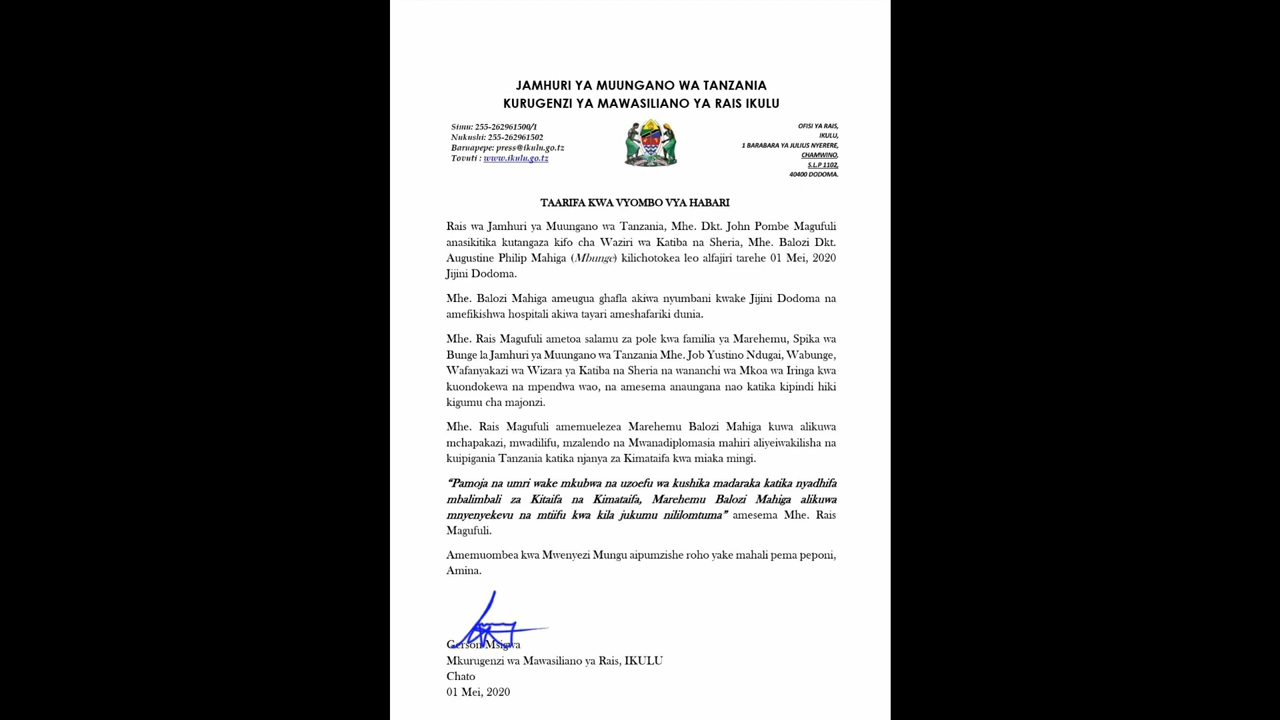 JAMHURI YA MUUNGANO WA TANZANIA
KURUGENZI YA MAWASILIANO YA RAIS IKULU
Simu: 255-262961500/1
Nukushi: 255-262961502
Baruapepe: press@ikulu.go.tz
Tovuti : www.ikulu.go.tz
OFISI YA RAIS,
IKULU,
1 BARABARA YA JULIUS NYERERE,
CHAMWINO,
S.L.P 1102,
40400 DODOMA.
TAARIFA KWA VYOMBO VYA HABARI
Rais wa Jamhuri ya Muungano wa Tanzania, Mhe. Dkt. John Pombe Magufuli
anasikitika kutangaza kifo cha Waziri wa Katiba na Sheria, Mhe. Balozi Dkt.
Augustine Philip Mahiga (Mbunge) kilichotokea leo alfajiri tarehe 01 Mei, 2020
Jijini Dodoma.
Mhe. Balozi Mahiga ameugua ghafla akiwa nyumbani kwake Jijini Dodoma na
amefikishwa hospitali akiwa tayari ameshafariki dunia.
Mhe. Rais Magufuli ametoa salamu za pole kwa familia ya Marehemu, Spika wa
Bunge la Jamhuri ya Muungano wa Tanzania Mhe. Job Yustino Ndugai, Wabunge,
Wafanyakazi wa Wizara ya Katiba na Sheria na wananchi wa Mkoa wa Iringa kwa
kuondokewa na mpendwa wao, na amesema anaungana nao katika kipindi hiki
kigumu cha majonzi.
Mhe. Rais Magufuli amemuelezea Marehemu Balozi Mahiga kuwa alikuwa
mchapakazi, mwadilifu, mzalendo na Mwanadiplomasia mahiri aliyeiwakilisha na
kuipigania Tanzania katika njanya za Kimataifa kwa miaka mingi.
“Pamoja na umri wake mkubwa na uzoefu wa kushika madaraka katika nyadhifa
mbalimbali za Kitaifa na Kimataifa, Marehemu Balozi Mahiga alikuwa
mnyenyekevu na mtiifu kwa kila jukumu nililomtuma” amesema Mhe. Rais
Magufuli.
Amemuombea kwa Mwenyezi Mungu aipumzishe roho yake mahali pema peponi,
Amina.
Gerson Msigwa
Mkurugenzi wa Mawasiliano ya Rais, IKULU
Chato
01 Mei, 2020